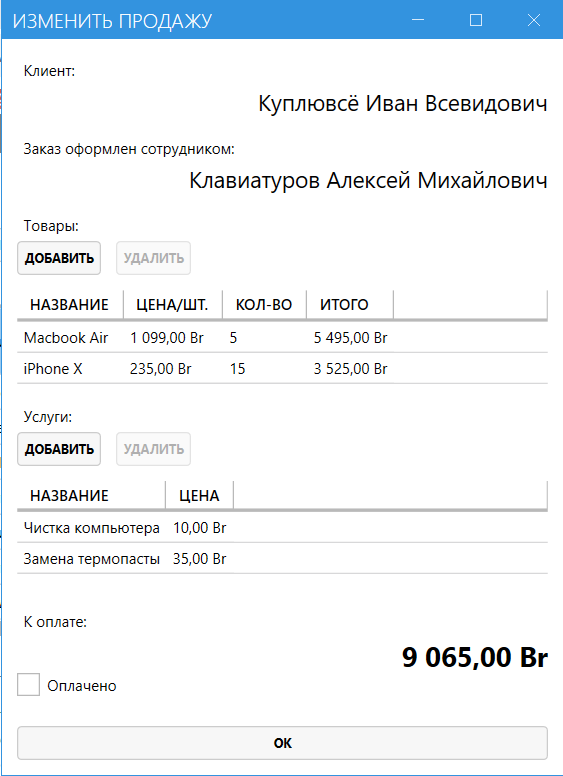 ИЗМЕНИТЬ ПРОДАЖУ
Клиент:
Куплювсё Иван Всевидович
Заказ оформлен сотрудником:
Клавиатуров Алексей Михайлович
Товары:
ДОБАВИТЬ УДАЛИТЬ
НАЗВАНИЕ ЦЕНА/ШТ. КОЛ-ВО ИТОГО
Macbook Air 1 099,00 Br 5 5 495,00 Br
iPhone X 235,00 Br 15 3 525,00 Br
Услуги:
ДОБАВИТЬ УДАЛИТЬ
НАЗВАНИЕ ЦЕНА
Чистка компьютера 10,00 Br
Замена термопасты 35,00 Br
К оплате:
9 065,00 Br
Оплачено
ОК